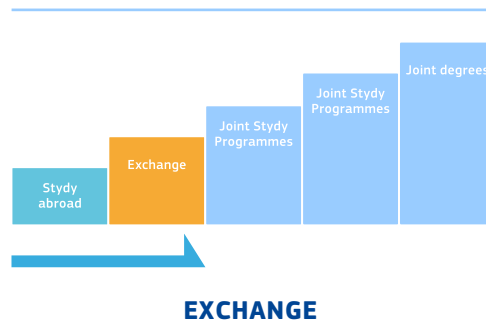 Stydy
abroad
Exchange
Joint Stydy
Programmes
Joint Stydy
Programmes
Joint degrees
EXCHANGE